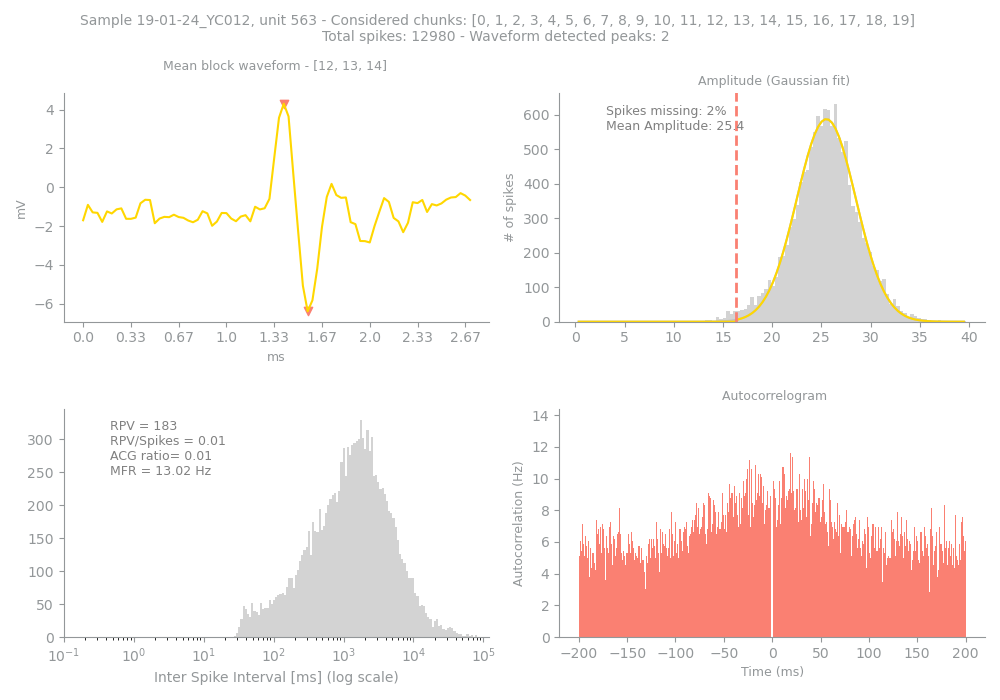 Sample 19-01-24_YC012, unit 563 - Considered chunks: [0, 1, 2, 3, 4, 5, 6, 7, 8, 9, 10, 11, 12, 13, 14, 15, 16, 17, 18, 19]
Total spikes: 12980 - Waveform detected peaks: 2
Mean block waveform - [12, 13, 14]
4
2
0
−2
−4
−6
mV
0.0 0.33 0.67 1.0 1.33 1.67 2.0 2.33 2.67
ms
Amplitude (Gaussian fit)
Spikes missing: 2%
Mean Amplitude: 25.4
600
500
400
300
200
100
0
# of spikes
0 5 10 15 20 25 30 35 40
RPV = 183
RPV/Spikes = 0.01
ACG ratio= 0.01
MFR = 13.02 Hz
300
250
200
150
100
50
0
10⁻¹ 10⁰ 10¹ 10² 10³ 10⁴ 10⁵
Inter Spike Interval [ms] (log scale)
Autocorrelogram
14
12
10
8
6
4
2
0
Autocorrelation (Hz)
−200 −150 −100 −50 0 50 100 150 200
Time (ms)